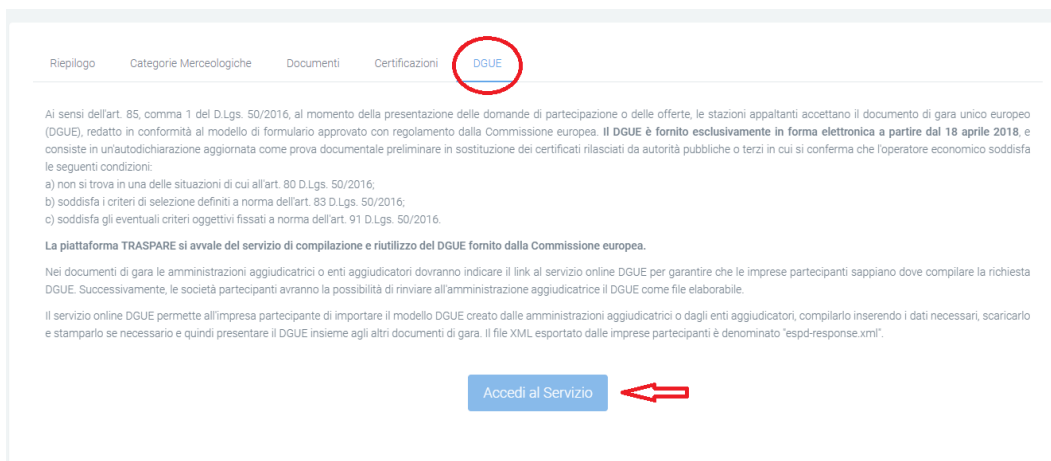 Riepilogo Categorie Merceologiche Documenti Certificazioni DGUE
Ai sensi dell'art. 85, comma 1 del D.Lgs. 50/2016, al momento della presentazione delle domande di partecipazione o delle offerte, le stazioni appaltanti accettano il documento di gara unico europeo
(DGUE), redatto in conformità al modello di formulario approvato con regolamento dalla Commissione europea. Il DGUE è fornito esclusivamente in forma elettronica a partire dal 18 aprile 2018, e
consiste in un'autodichiarazione aggiornata come prova documentale preliminare in sostituzione dei certificati rilasciati da autorità pubbliche o terzi in cui si conferma che l'operatore economico soddisfa
le seguenti condizioni:
a) non si trova in una delle situazioni di cui all'art. 80 D.Lgs. 50/2016;
b) soddisfa i criteri di selezione definiti a norma dell'art. 83 D.Lgs. 50/2016;
c) soddisfa gli eventuali criteri oggettivi fissati a norma dell'art. 91 D.Lgs. 50/2016.
La piattaforma TRASPARE si avvale del servizio di compilazione e riutilizzo del DGUE fornito dalla Commissione europea.
Nei documenti di gara le amministrazioni aggiudicatrici o enti aggiudicatori dovranno indicare il link al servizio online DGUE per garantire che le imprese partecipanti sappiano dove compilare la richiesta
DGUE. Successivamente, le società partecipanti avranno la possibilità di rinviare all'amministrazione aggiudicatrice il DGUE come file elaborabile.
Il servizio online DGUE permette all'impresa partecipante di importare il modello DGUE creato dalle amministrazioni aggiudicatrici o dagli enti aggiudicatori, compilarlo inserendo i dati necessari, scaricarlo
e stamparlo se necessario e quindi presentare il DGUE insieme agli altri documenti di gara. Il file XML esportato dalle imprese partecipanti è denominato "espd-response.xml".
Accedi al Servizio